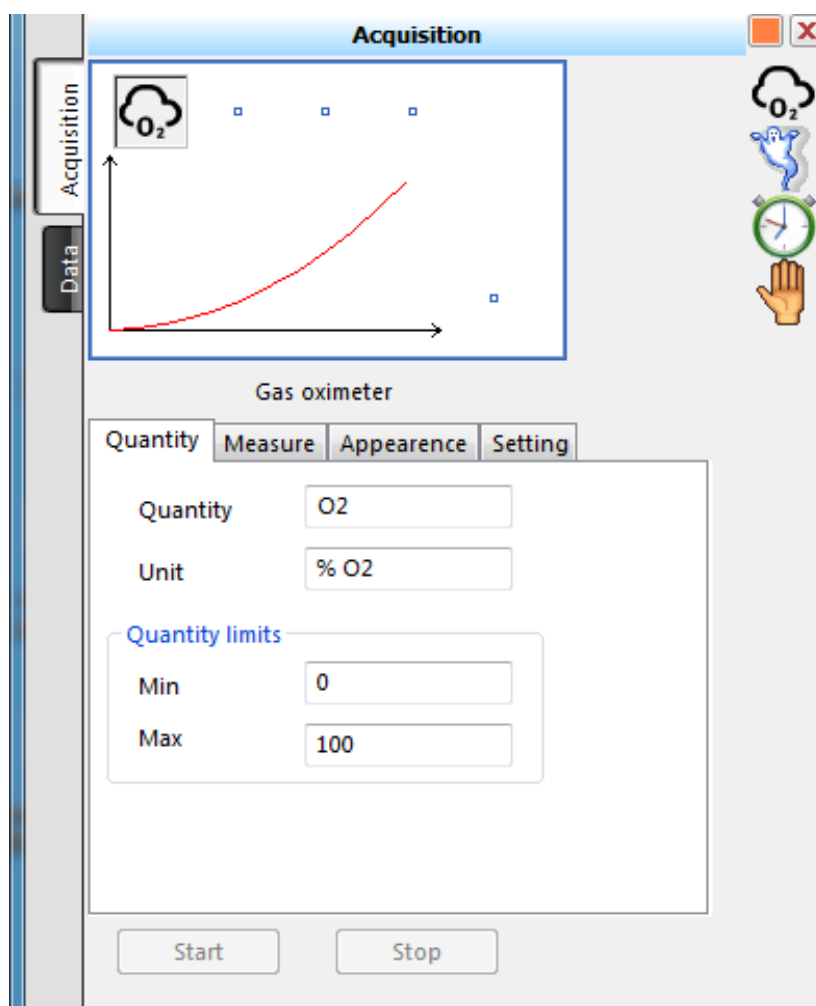 Acquisition
Acquisition
Data
O2
O2
Gas oximeter
Quantity Measure Appearence Setting
Quantity O2
Unit % O2
Quantity limits
Min 0
Max 100
Start Stop